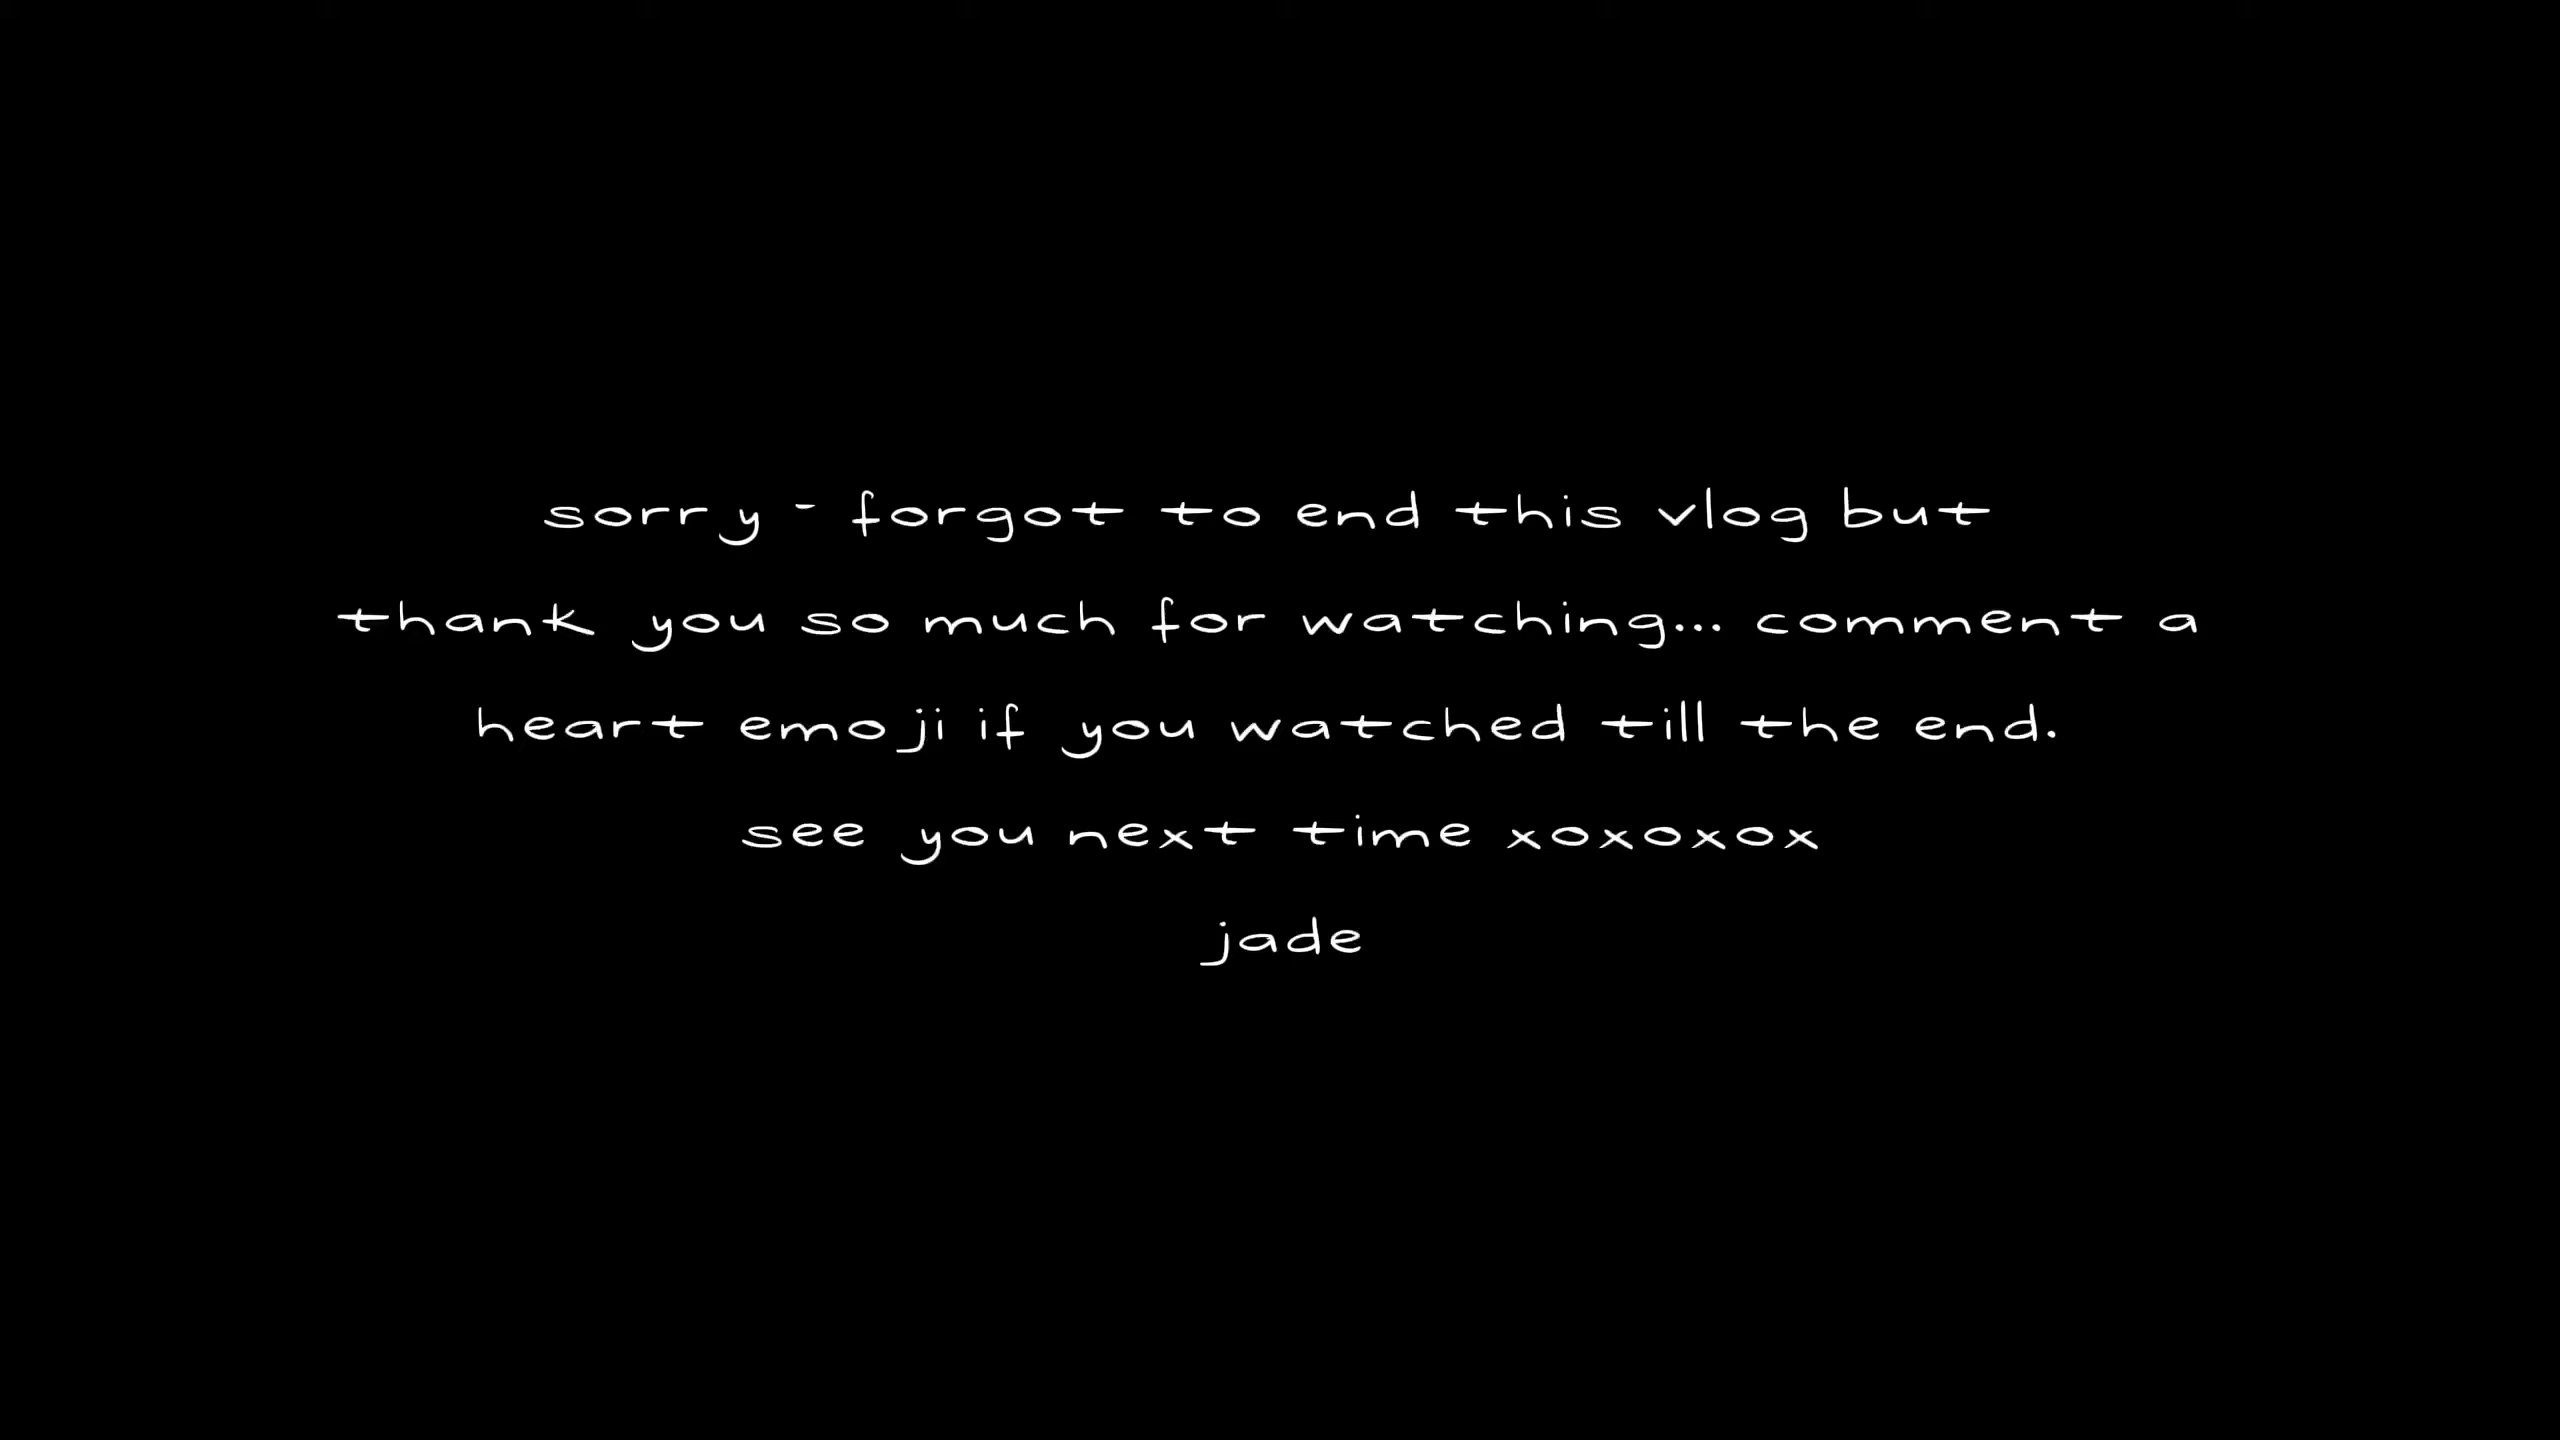 sorry - forgot to end this vlog but
thank you so much for watching... comment a
heart emoji if you watched till the end.
see you next time xoxoxox
jade